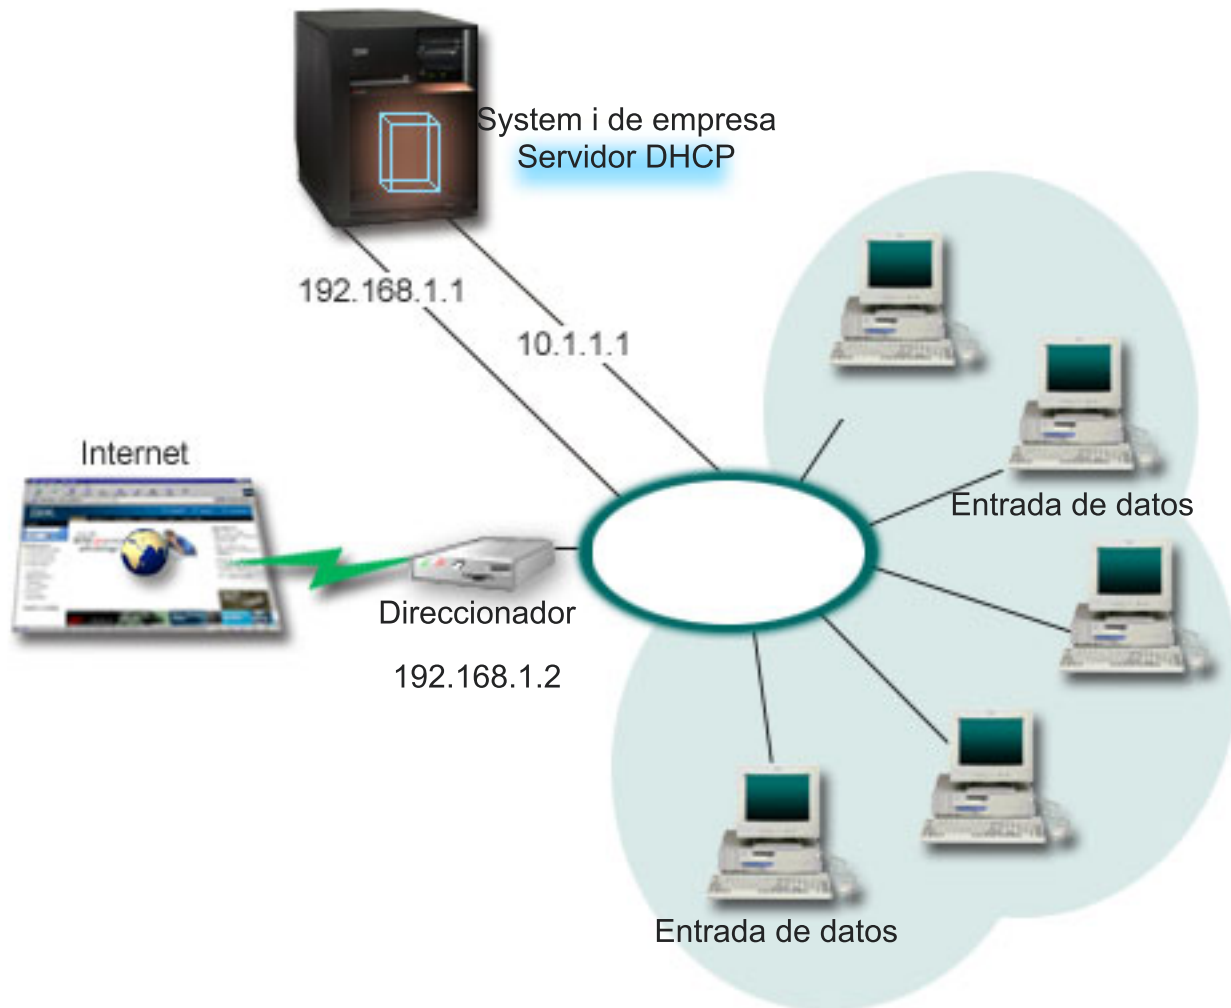 System i de empresa
Servidor DHCP
192.168.1.1
10.1.1.1
Internet
Entrada de datos
Direccionador
192.168.1.2
Entrada de datos